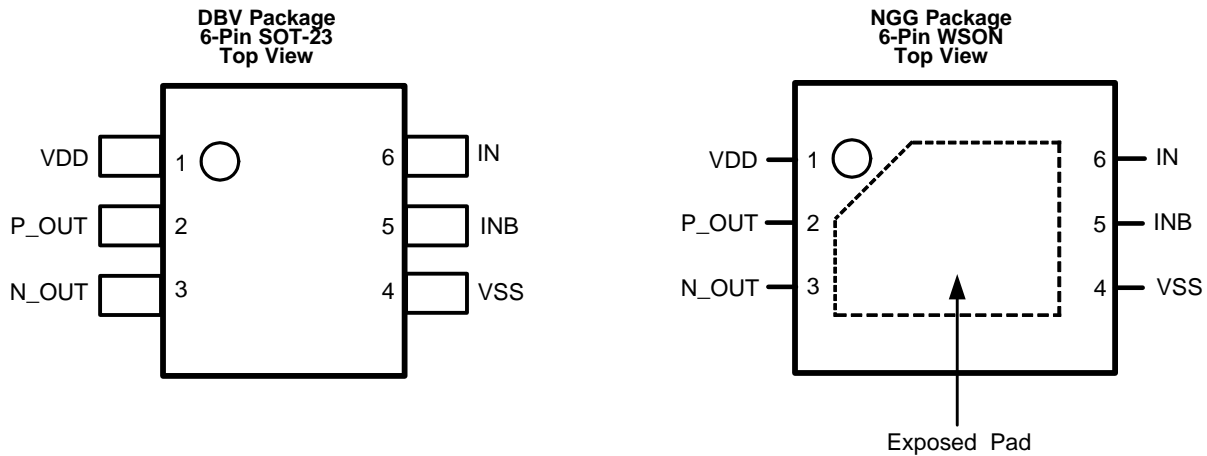 DBV Package
6-Pin SOT-23
Top View
VDD
1
6
IN
P_OUT
2
5
INB
N_OUT
3
4
VSS
NGG Package
6-Pin WSON
Top View
VDD
1
6
IN
P_OUT
2
5
INB
N_OUT
3
4
VSS
Exposed Pad